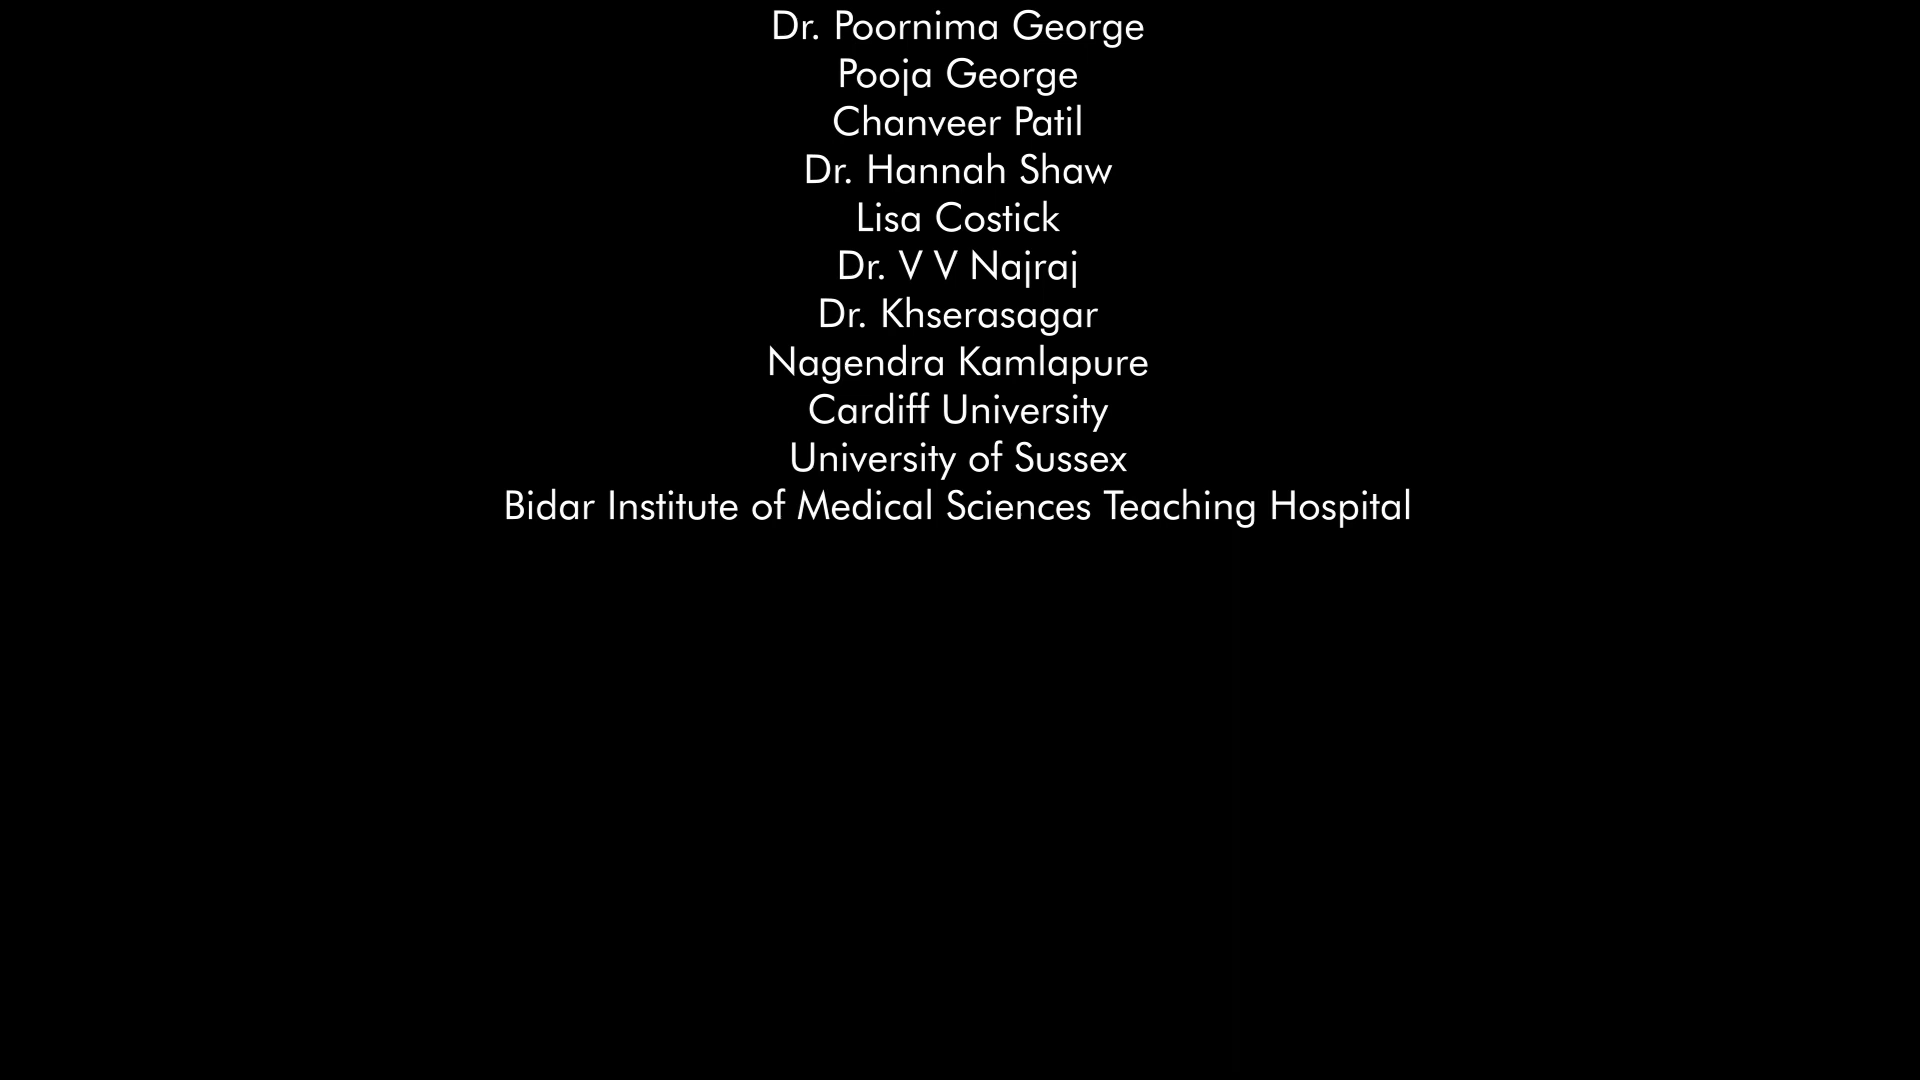 Dr. Poornima George
Pooja George
Chanveer Patil
Dr. Hannah Shaw
Lisa Costick
Dr. V V Najraj
Dr. Khserasagar
Nagendra Kamlapure
Cardiff University
University of Sussex
Bidar Institute of Medical Sciences Teaching Hospital